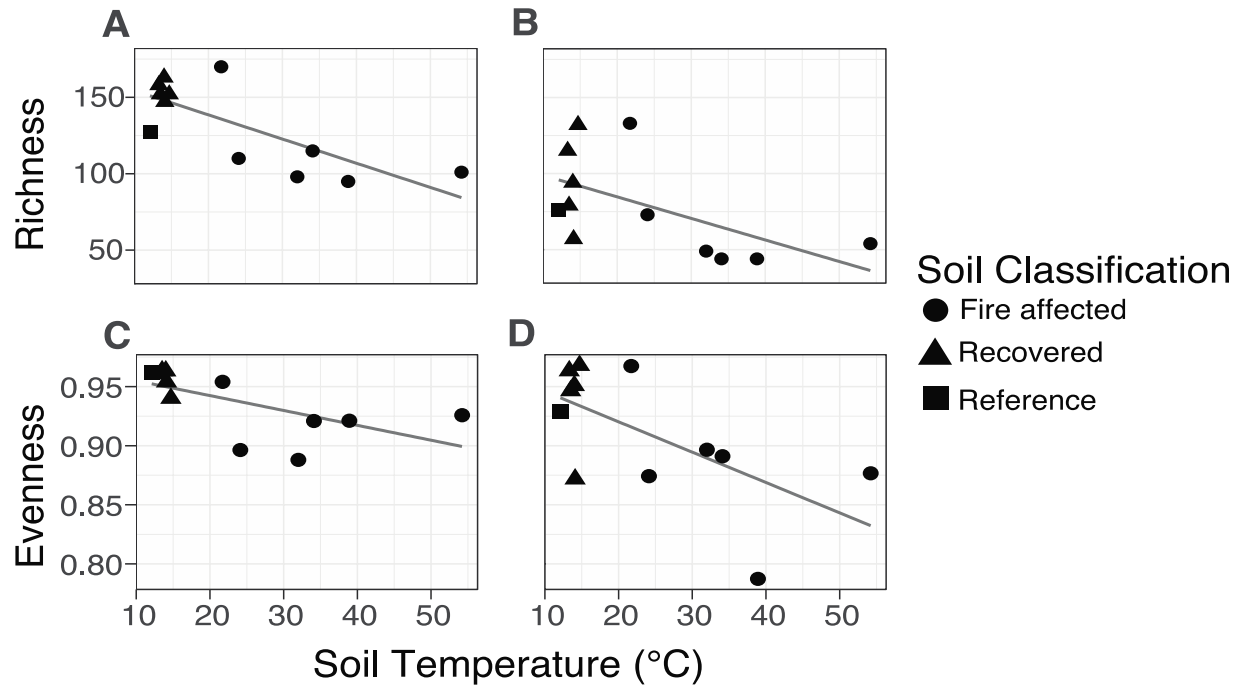 A
B
Richness
150
100
50
C
D
Evenness
0.95
0.90
0.85
0.80
10 20 30 40 50
10 20 30 40 50
Soil Temperature (°C)
Soil Classification
Fire affected
Recovered
Reference